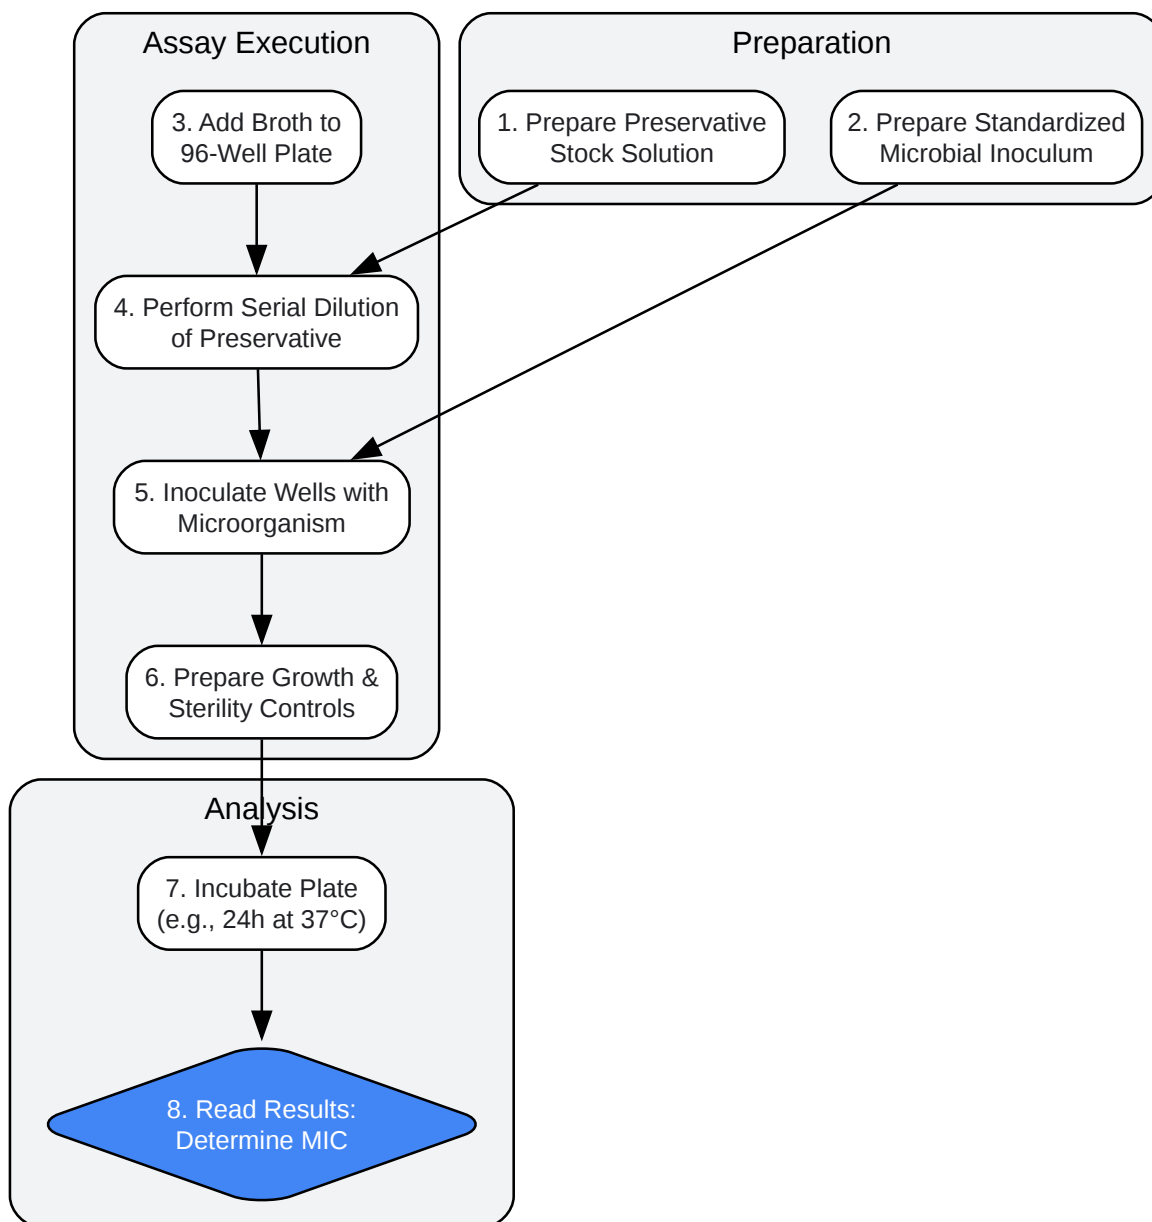 Assay Execution
Preparation
3. Add Broth to
96-Well Plate
1. Prepare Preservative
Stock Solution
2. Prepare Standardized
Microbial Inoculum
4. Perform Serial Dilution
of Preservative
5. Inoculate Wells with
Microorganism
6. Prepare Growth &
Sterility Controls
Analysis
7. Incubate Plate
(e.g., 24h at 37°C)
8. Read Results:
Determine MIC